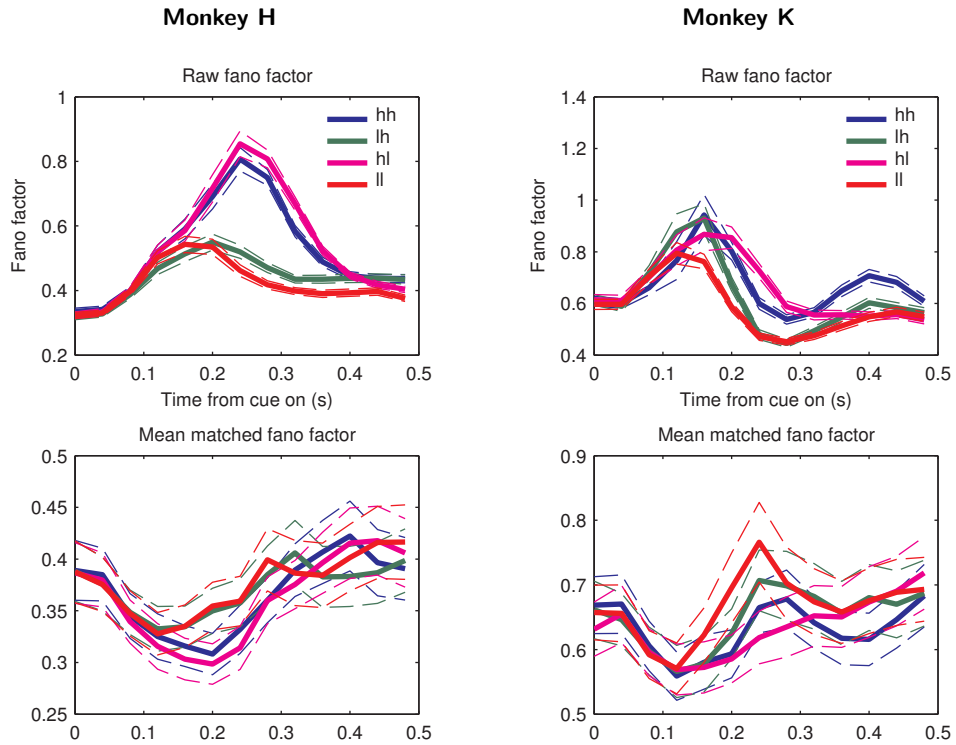 Monkey H
Monkey K
Raw fano factor
Raw fano factor
1
0.8
0.6
0.4
0.2
Fano factor
hh
lh
hl
ll
0 0.1 0.2 0.3 0.4 0.5
Time from cue on (s)
1.4
1.2
1
0.8
0.6
0.4
Fano factor
hh
lh
hl
ll
0 0.1 0.2 0.3 0.4 0.5
Time from cue on (s)
Mean matched fano factor
0.5
0.45
0.4
0.35
0.3
0.25
0 0.1 0.2 0.3 0.4 0.5
Mean matched fano factor
0.9
0.8
0.7
0.6
0.5
0 0.1 0.2 0.3 0.4 0.5